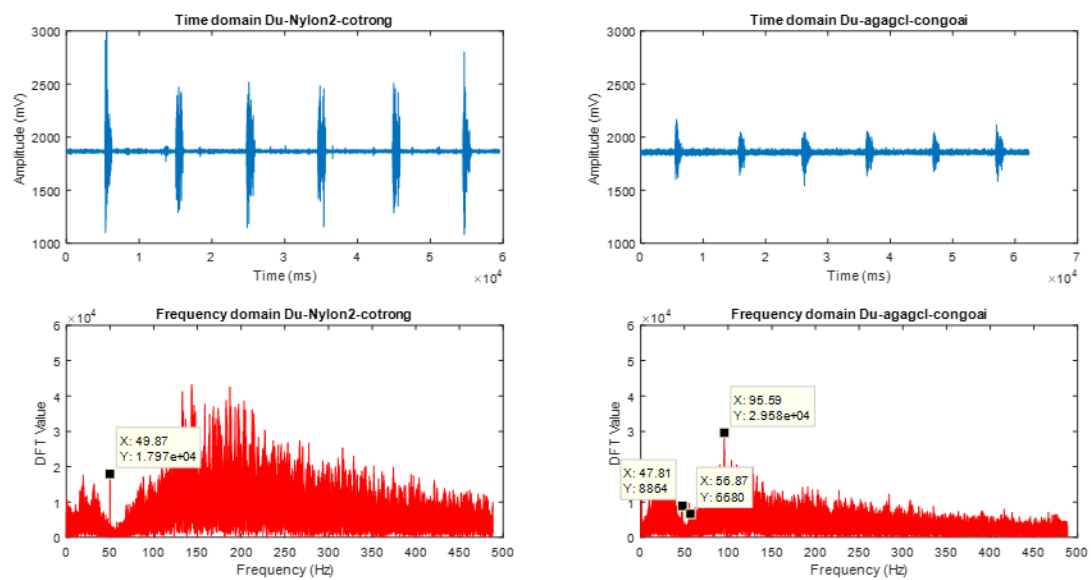 Time domain Du-Nylon2-cotrong
3000
2500
2000
1500
1000
Amplitude (mV)
0 1 2 3 4 5 6
×10^4
Time (ms)
Time domain Du-agagcl-congoai
3000
2500
2000
1500
1000
Amplitude (mV)
0 1 2 3 4 5 6 7
×10^4
Time (ms)
Frequency domain Du-Nylon2-cotrong
×10^4
6
5
4
3
2
1
0
DFT Value
X: 49.87
Y: 1.797e+04
0 50 100 150 200 250 300 350 400 450 500
Frequency (Hz)
Frequency domain Du-agagcl-congoai
×10^4
6
5
4
3
2
1
0
DFT Value
X: 95.59
Y: 2.958e+04
X: 47.81
Y: 8864
X: 56.87
Y: 6680
0 50 100 150 200 250 300 350 400 450 500
Frequency (Hz)